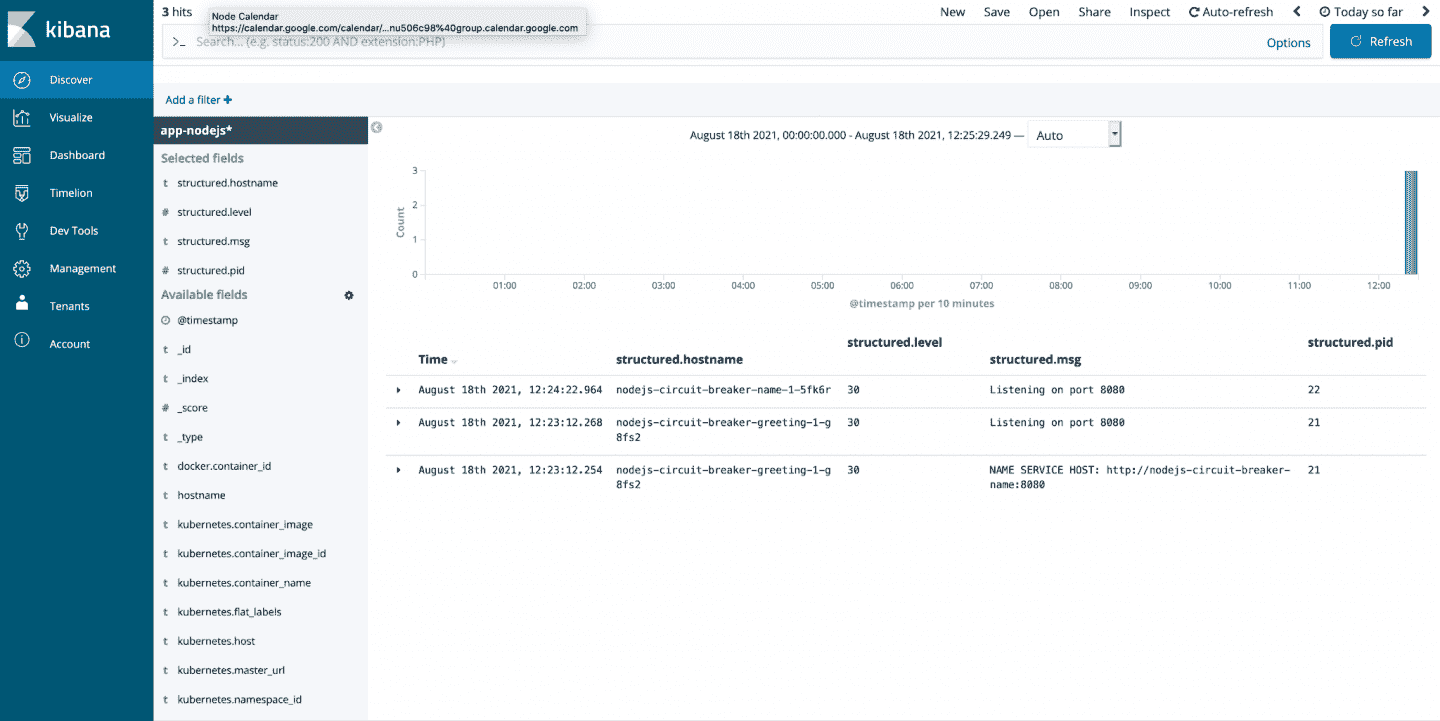 kibana
Discover
Visualize
Dashboard
Timelion
Dev Tools
Management
Tenants
Account
3 hits
Node Calendar
https://calendar.google.com/calendar/...nu506c98%40group.calendar.google.com
New Save Open Share Inspect Auto-refresh Today so far
>_ Search... (e.g. status:200 AND extension:PHP)
Options
Refresh
Add a filter +
app-nodejs*
Selected fields
t structured.hostname
# structured.level
t structured.msg
# structured.pid
Available fields
@timestamp
t _id
t _index
# _score
t _type
t docker.container_id
t hostname
t kubernetes.container_image
t kubernetes.container_image_id
t kubernetes.container_name
t kubernetes.flat_labels
t kubernetes.host
t kubernetes.master_url
t kubernetes.namespace_id
August 18th 2021, 00:00:00.000 - August 18th 2021, 12:25:29.249 — Auto
Count
3
2
1
0
01:00 02:00 03:00 04:00 05:00 06:00 07:00 08:00 09:00 10:00 11:00 12:00
@timestamp per 10 minutes
Time structured.hostname structured.level structured.msg structured.pid
August 18th 2021, 12:24:22.964 nodejs-circuit-breaker-name-1-5fk6r 30 Listening on port 8080 22
August 18th 2021, 12:23:12.268 nodejs-circuit-breaker-greeting-1-g 30 Listening on port 8080 21
8fs2
August 18th 2021, 12:23:12.254 nodejs-circuit-breaker-greeting-1-g 30 NAME SERVICE HOST: http://nodejs-circuit-breaker- 21
8fs2 name:8080